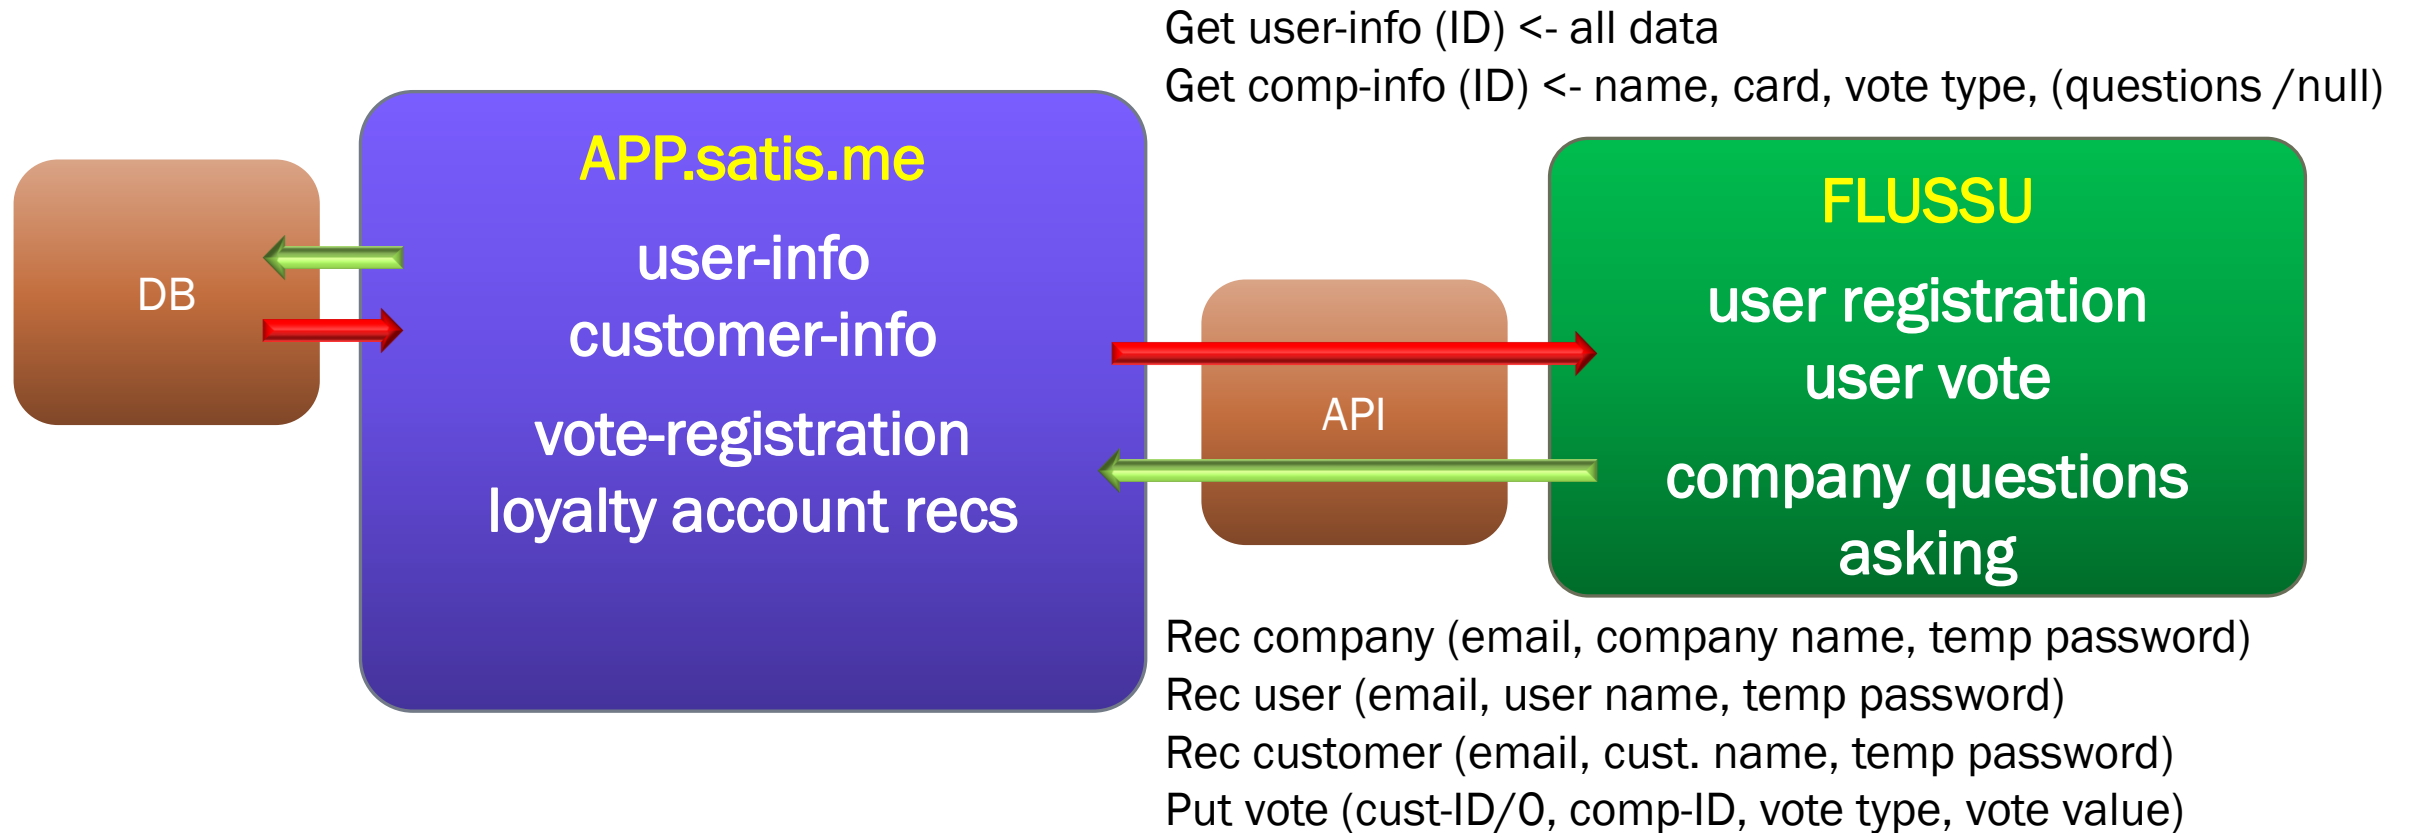 Get user-info (ID) <- all data
Get comp-info (ID) <- name, card, vote type, (questions /null)
DB
APP.satis.me
user-info
customer-info
vote-registration
loyalty account recs
API
FLUSSU
user registration
user vote
company questions
asking
Rec company (email, company name, temp password)
Rec user (email, user name, temp password)
Rec customer (email, cust. name, temp password)
Put vote (cust-ID/0, comp-ID, vote type, vote value)